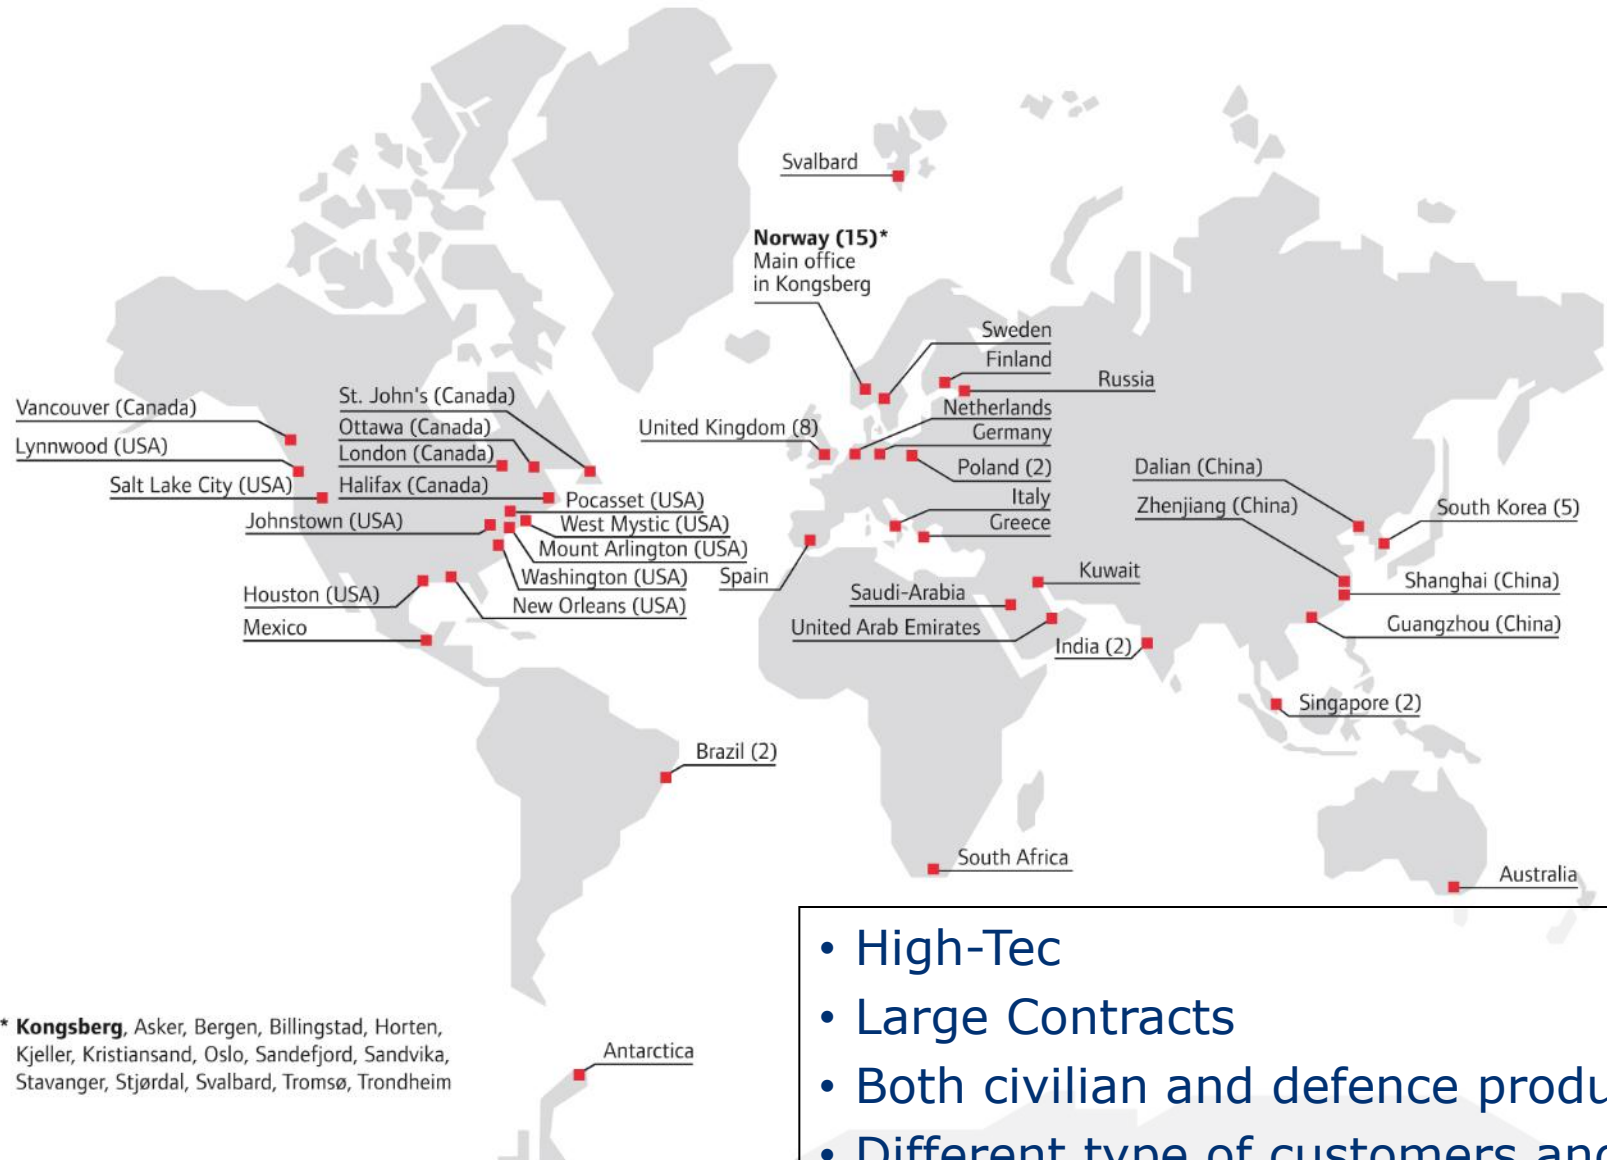 Svalbard
Norway (15)*
Main office
in Kongsberg
Sweden
Finland
Russia
Netherlands
Germany
United Kingdom (8)
Poland (2)
Italy
Greece
Spain
Vancouver (Canada)
Lynnwood (USA)
Salt Lake City (USA)
St. John's (Canada)
Ottawa (Canada)
London (Canada)
Halifax (Canada)
Johnstown (USA)
Pocasset (USA)
West Mystic (USA)
Mount Arlington (USA)
Washington (USA)
New Orleans (USA)
Houston (USA)
Mexico
Dalian (China)
Zhenjiang (China)
South Korea (5)
Shanghai (China)
Guangzhou (China)
Kuwait
Saudi-Arabia
United Arab Emirates
India (2)
Singapore (2)
Brazil (2)
South Africa
Australia
Antarctica
* Kongsberg, Asker, Bergen, Billingstad, Horten,
Kjeller, Kristiansand, Oslo, Sandefjord, Sandvika,
Stavanger, Stjørdal, Svalbard, Tromsø, Trondheim
• High-Tec
• Large Contracts
• Both civilian and defence produ
• Different type of customers and